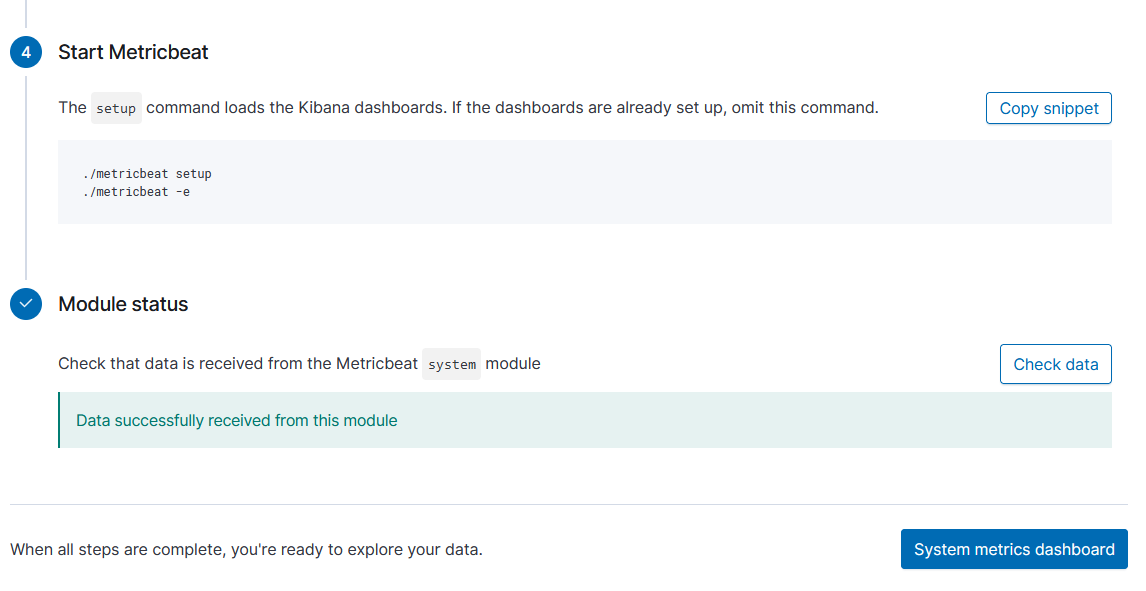 4 Start Metricbeat
The setup command loads the Kibana dashboards. If the dashboards are already set up, omit this command. Copy snippet
./metricbeat setup
./metricbeat -e
Module status
Check that data is received from the Metricbeat system module Check data
Data successfully received from this module
When all steps are complete, you're ready to explore your data. System metrics dashboard